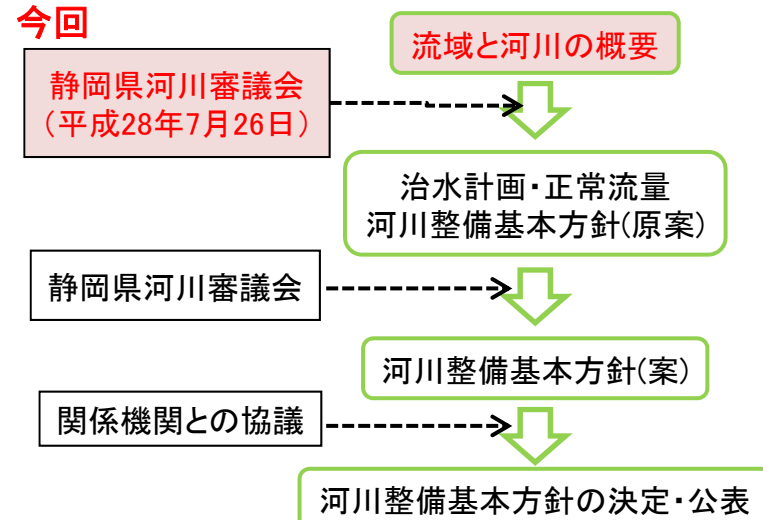 今回
流域と河川の概要
静岡県河川審議会
（平成28年7月26日）
治水計画・正常流量
河川整備基本方針(原案)
静岡県河川審議会
河川整備基本方針(案)
関係機関との協議
河川整備基本方針の決定・公表